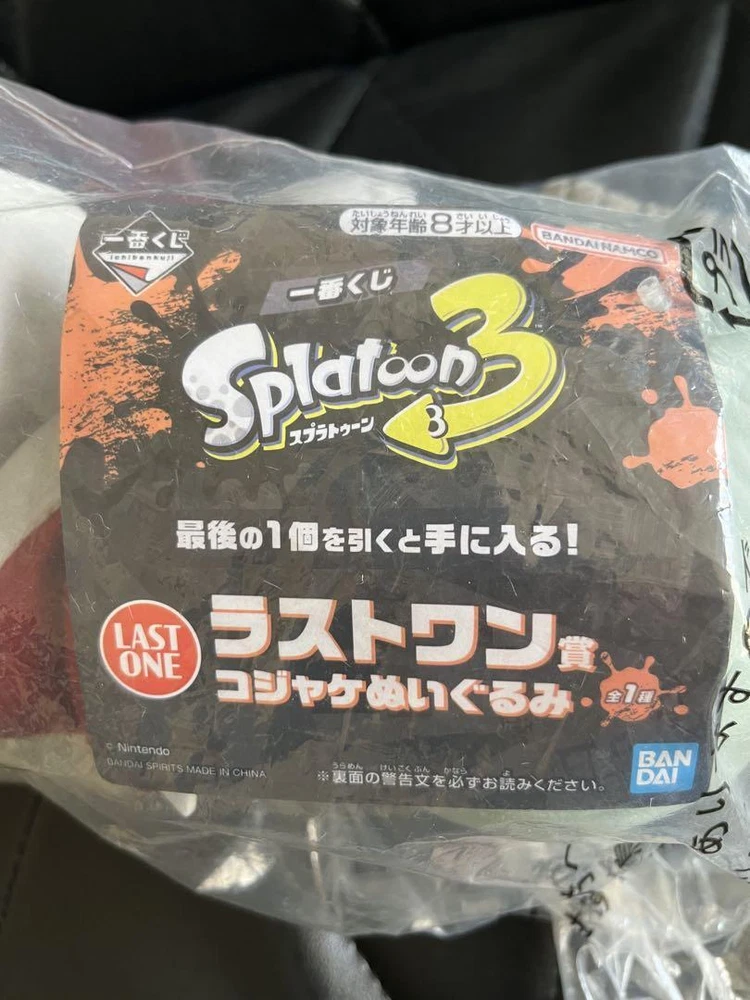 たいしょうねんれい さい いじょう
対象年齢8才以上
一番くじ
ichibankuji
BANDAI NAMCO
一番くじ
Splatoon 3
スプラトゥーン 3
最後の1個を引くと手に入る!
LAST ONE
ラストワン賞
コジャケぬいぐるみ
全1種
© Nintendo
BANDAI SPIRITS MADE IN CHINA
うらめん けいこくぶん かなら よ
※裏面の警告文を必ずお読みください。
BAN
DAI